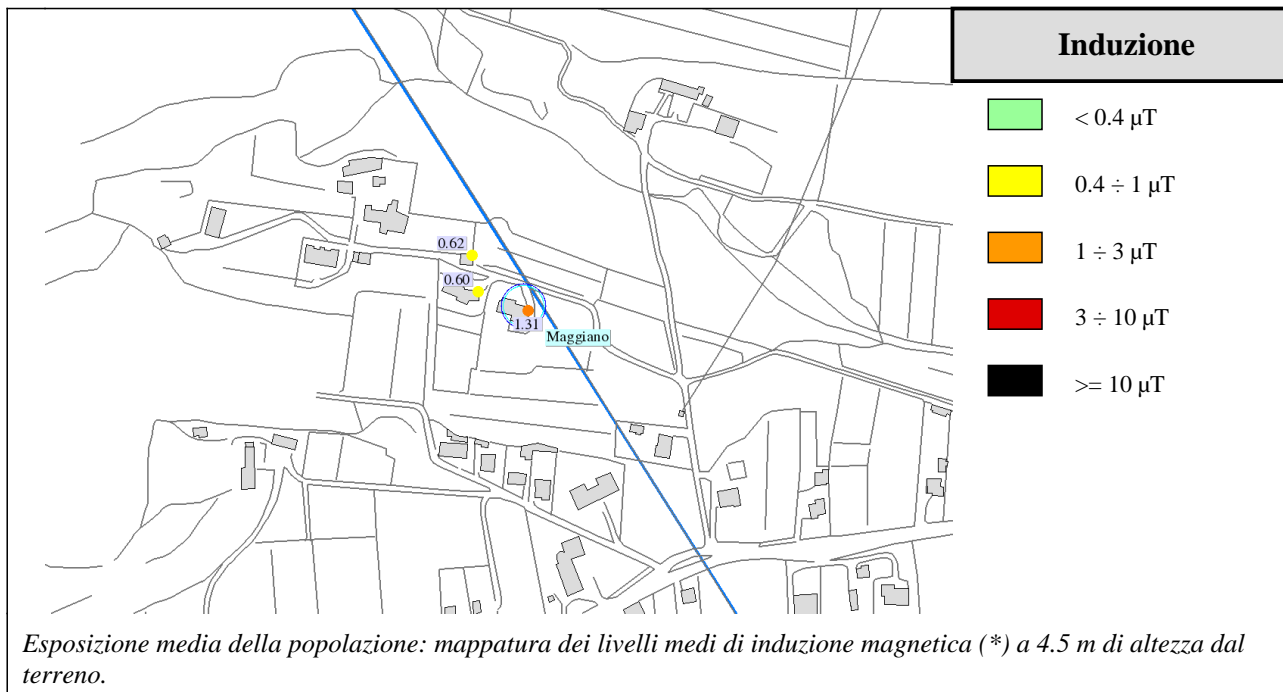 Induzione
< 0.4 μT
0.4 ÷ 1 μT
1 ÷ 3 μT
3 ÷ 10 μT
>= 10 μT
0.62
0.60
1.31
Maggiano
Esposizione media della popolazione: mappatura dei livelli medi di induzione magnetica (*) a 4.5 m di altezza dal
terreno.